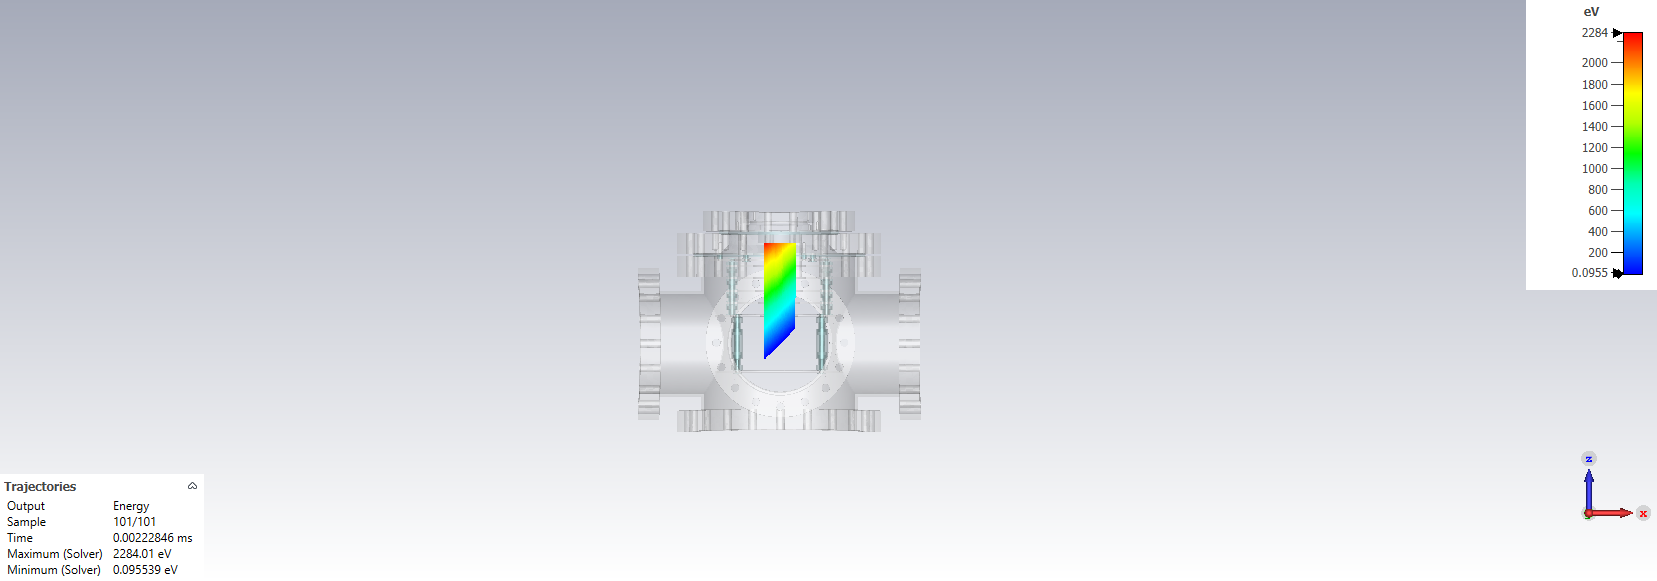 eV
2284
2000
1800
1600
1400
1200
1000
800
600
400
200
0.0955
Trajectories
Output Energy
Sample 101/101
Time 0.00222846 ms
Maximum (Solver) 2284.01 eV
Minimum (Solver) 0.095539 eV
z
x